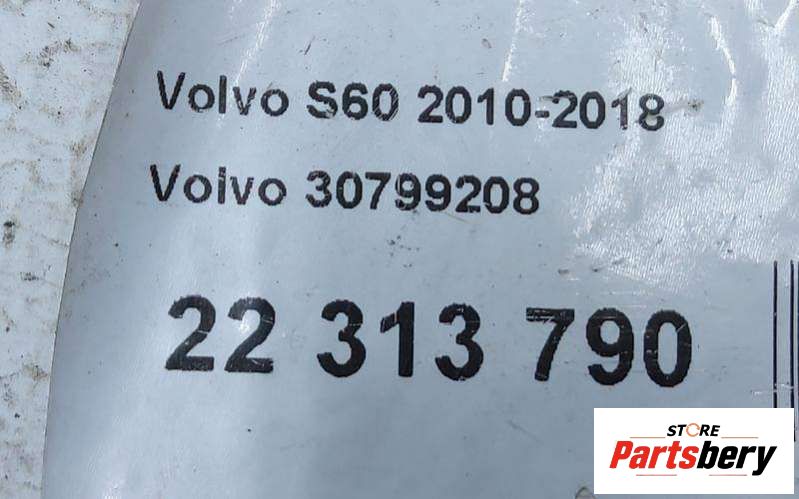 Volvo S60 2010-2018
Volvo 30799208
22 313 790
STORE
Partsbery